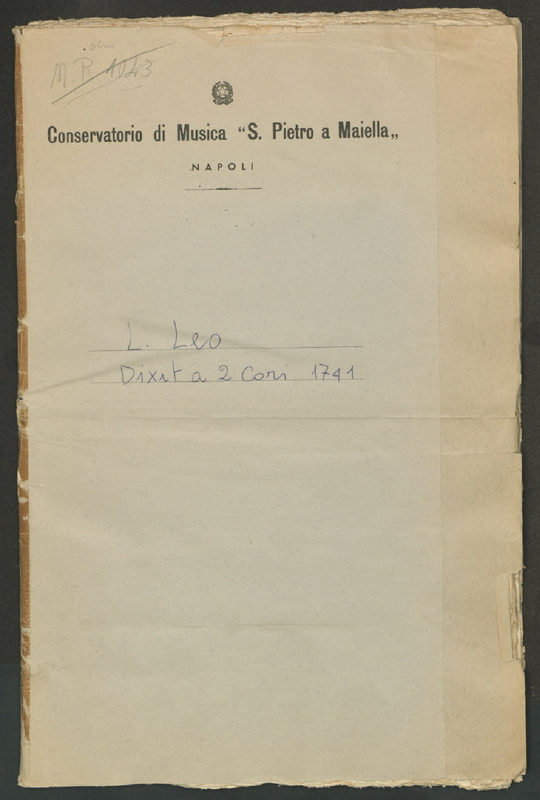 M.R 1043
Conservatorio di Musica “S. Pietro a Maiella„
NAPOLI
L. Leo
Dixit a 2 Cori 1741